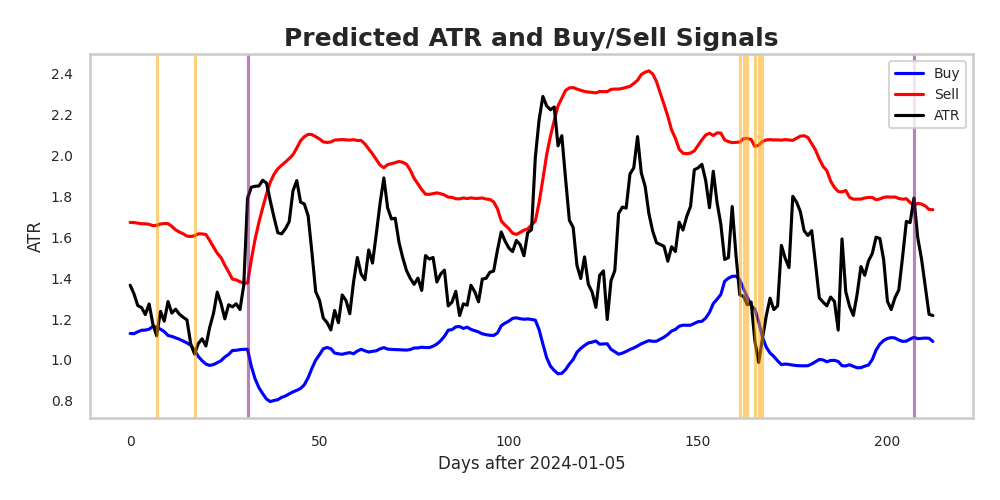 Predicted ATR and Buy/Sell Signals
Buy
Sell
ATR
ATR
2.4
2.2
2.0
1.8
1.6
1.4
1.2
1.0
0.8
0
50
100
150
200
Days after 2024-01-05